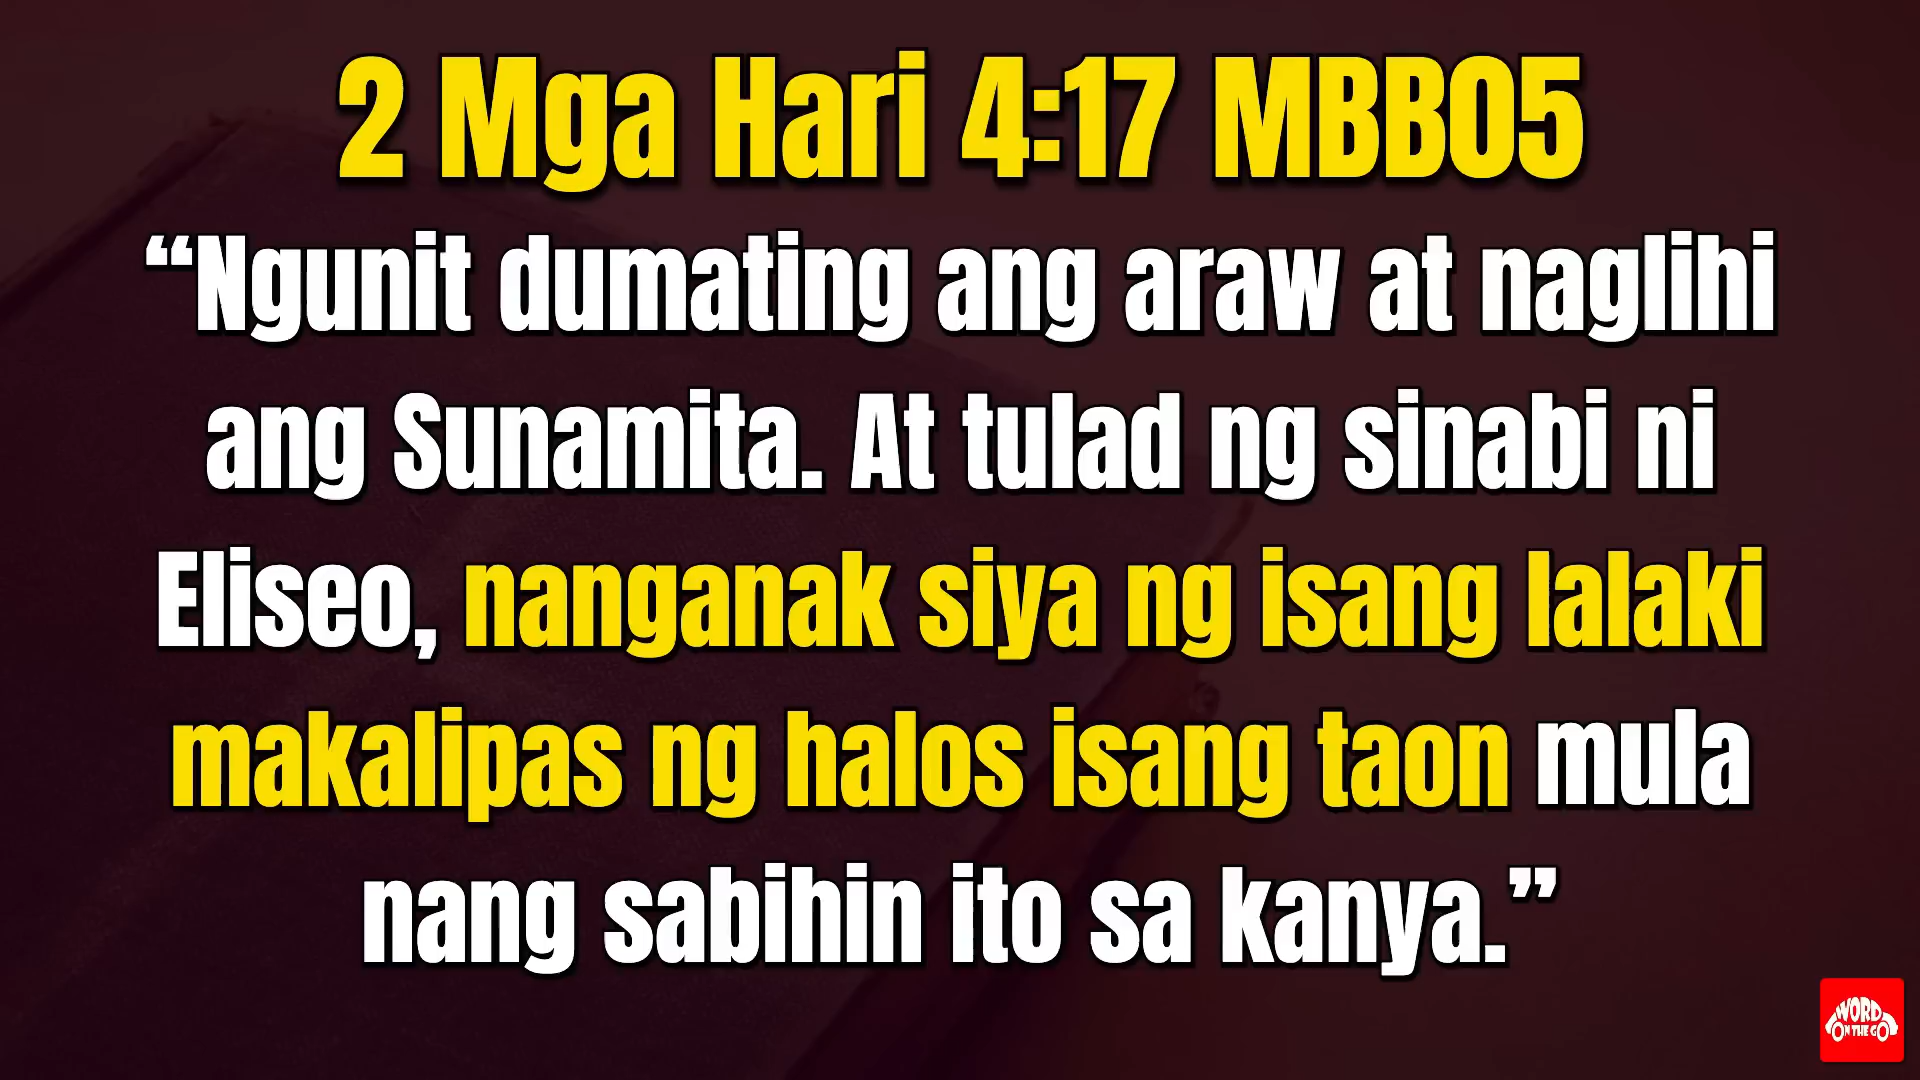 2 Mga Hari 4:17 MBB05
“Ngunit dumating ang araw at naglihi
ang Sunamita. At tulad ng sinabi ni
Eliseo, nanganak siya ng isang lalaki
makalipas ng halos isang taon mula
nang sabihin ito sa kanya.”
WORD
ON THE GO